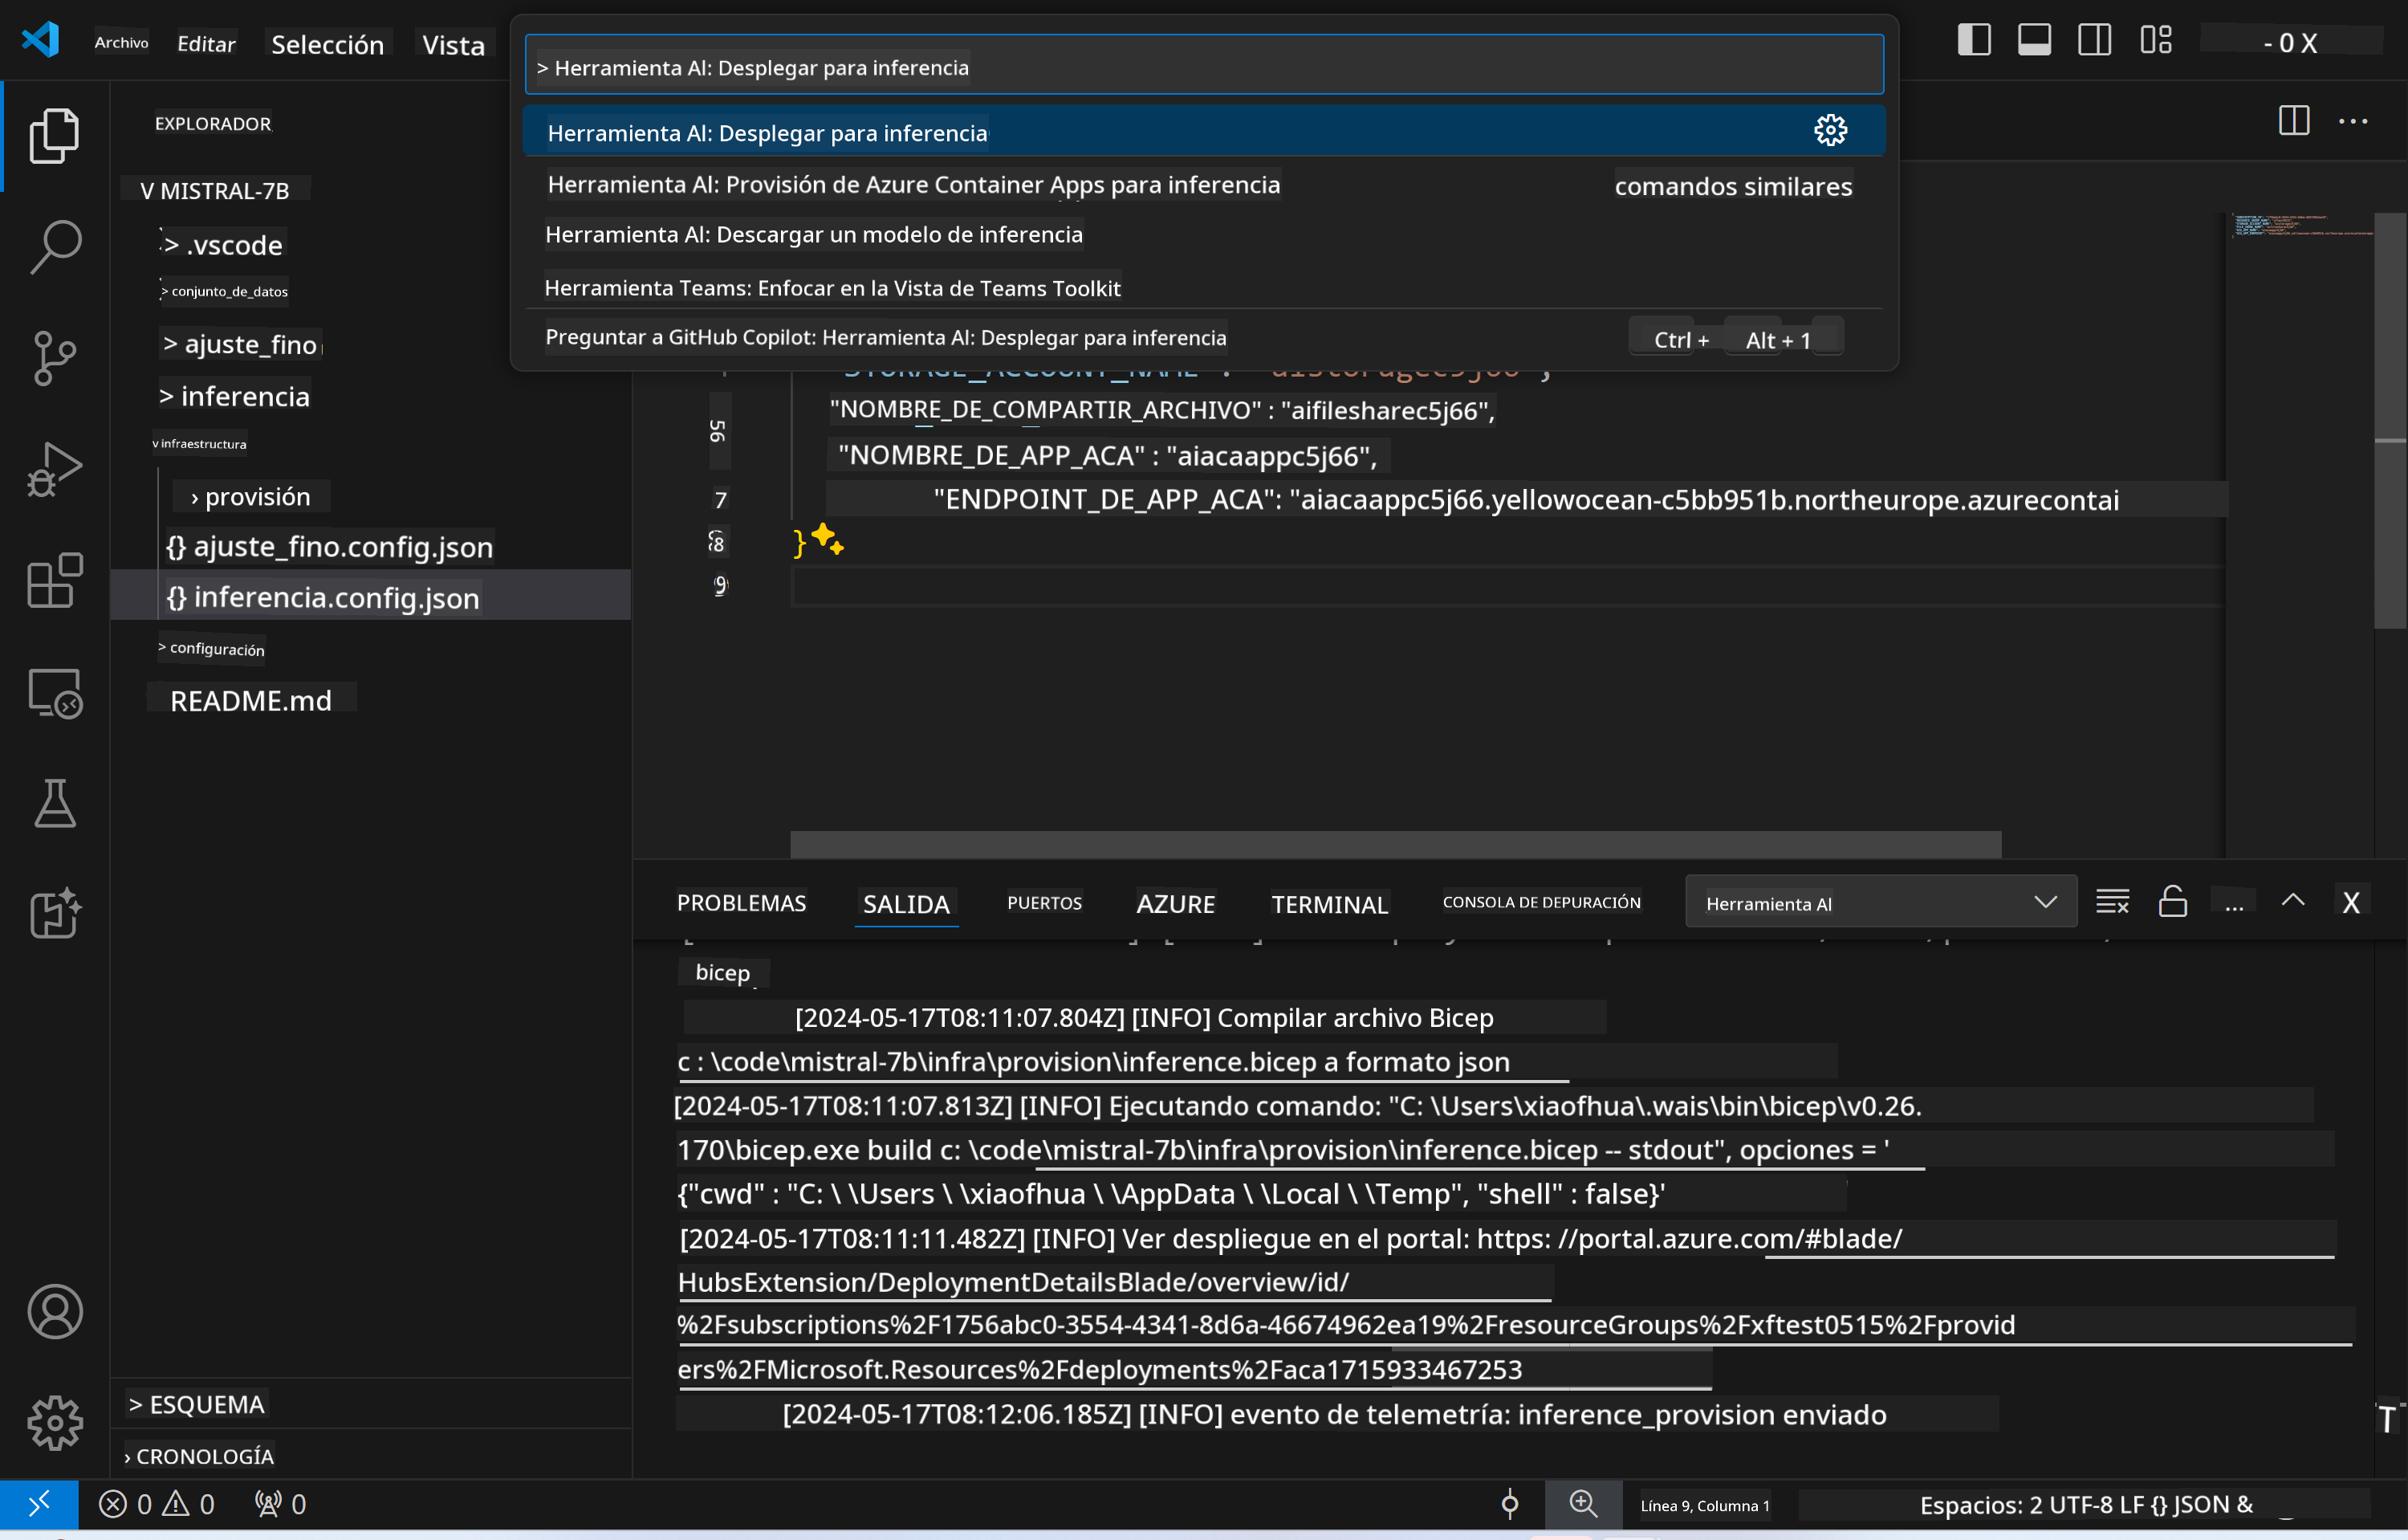 Archivo Editar Selección Vista
- 0 X
> Herramienta Al: Desplegar para inferencia
Herramienta Al: Desplegar para inferencia
Herramienta Al: Provisión de Azure Container Apps para inferencia comandos similares
Herramienta Al: Descargar un modelo de inferencia
Herramienta Teams: Enfocar en la Vista de Teams Toolkit
Preguntar a GitHub Copilot: Herramienta Al: Desplegar para inferencia Ctrl + Alt + 1
EXPLORADOR
V MISTRAL-7B
> .vscode
> conjunto_de_datos
> ajuste_fino
> inferencia
v infraestructura
› provisión
{} ajuste_fino.config.json
{} inferencia.config.json
> configuración
README.md
> ESQUEMA
› CRONOLOGÍA
"STORAGE_ACCOUNT_NAME" : "aistoragec5j66",
56 "NOMBRE_DE_COMPARTIR_ARCHIVO" : "aifilesharec5j66",
"NOMBRE_DE_APP_ACA" : "aiacaappc5j66",
7 "ENDPOINT_DE_APP_ACA": "aiacaappc5j66.yellowocean-c5bb951b.northeurope.azurecontai
8 }
9
PROBLEMAS SALIDA PUERTOS AZURE TERMINAL CONSOLA DE DEPURACIÓN Herramienta Al ... X
bicep
[2024-05-17T08:11:07.804Z] [INFO] Compilar archivo Bicep
c : \code\mistral-7b\infra\provision\inference.bicep a formato json
[2024-05-17T08:11:07.813Z] [INFO] Ejecutando comando: "C: \Users\xiaofhua\.wais\bin\bicep\v0.26.
170\bicep.exe build c: \code\mistral-7b\infra\provision\inference.bicep -- stdout", opciones = '
{"cwd" : "C: \ \Users \ \xiaofhua \ \AppData \ \Local \ \Temp", "shell" : false}'
[2024-05-17T08:11:11.482Z] [INFO] Ver despliegue en el portal: https: //portal.azure.com/#blade/
HubsExtension/DeploymentDetailsBlade/overview/id/
%2Fsubscriptions%2F1756abc0-3554-4341-8d6a-46674962ea19%2FresourceGroups%2Fxftest0515%2Fprovid
ers%2FMicrosoft.Resources%2Fdeployments%2Faca1715933467253
[2024-05-17T08:12:06.185Z] [INFO] evento de telemetría: inference_provision enviado
T
0 0 0 Línea 9, Columna 1 Espacios: 2 UTF-8 LF {} JSON &